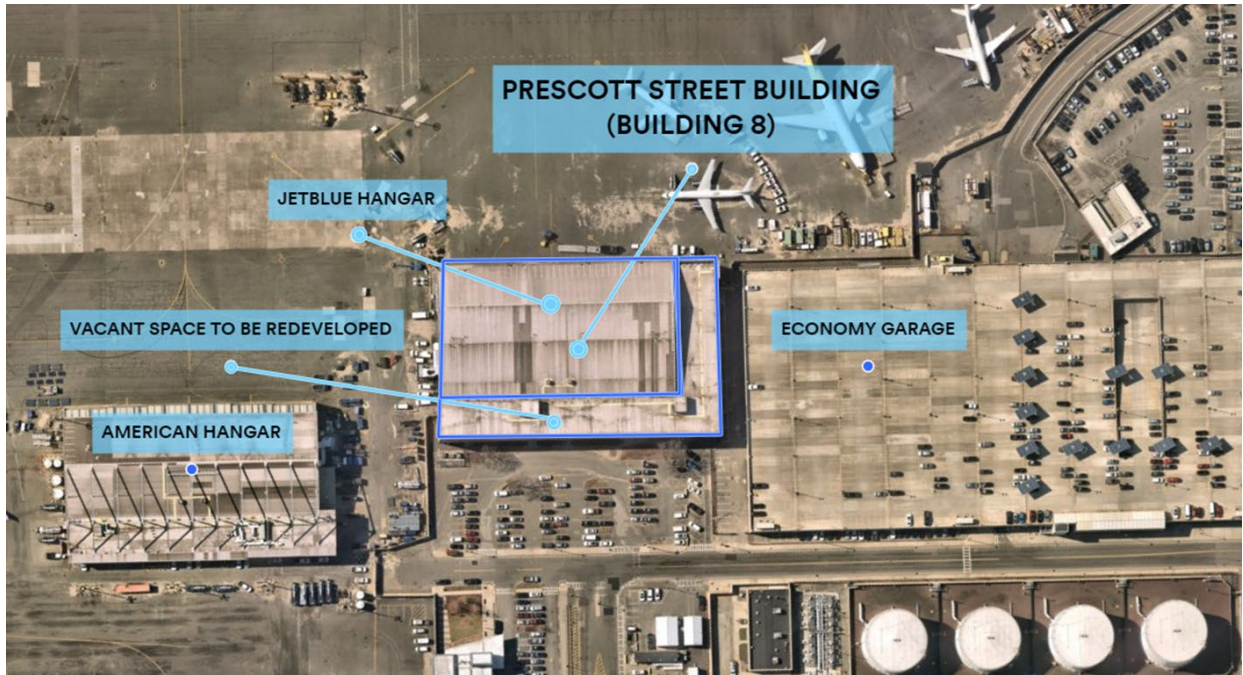 PRESCOTT STREET BUILDING
(BUILDING 8)
JETBLUE HANGAR
VACANT SPACE TO BE REDEVELOPED
ECONOMY GARAGE
AMERICAN HANGAR